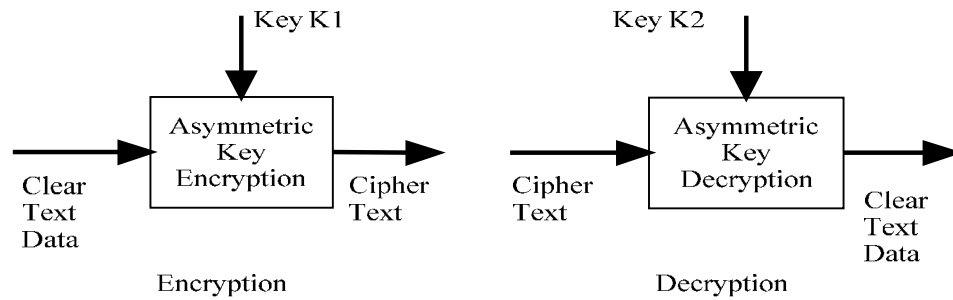 Key K1
Asymmetric
Key
Encryption
Clear
Text
Data
Cipher
Text
Encryption
Key K2
Asymmetric
Key
Decryption
Cipher
Text
Clear
Text
Data
Decryption